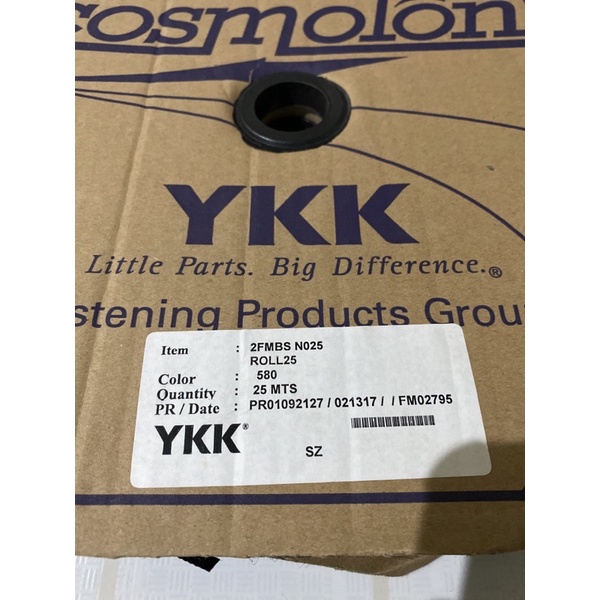 cosmolon
YKK
Little Parts. Big Difference.®
stening Products Grou
Item : 2FMBS N025
ROLL25
Color : 580
Quantity : 25 MTS
PR / Date : PR01092127 / 021317 / / FM02795
YKK®
SZ